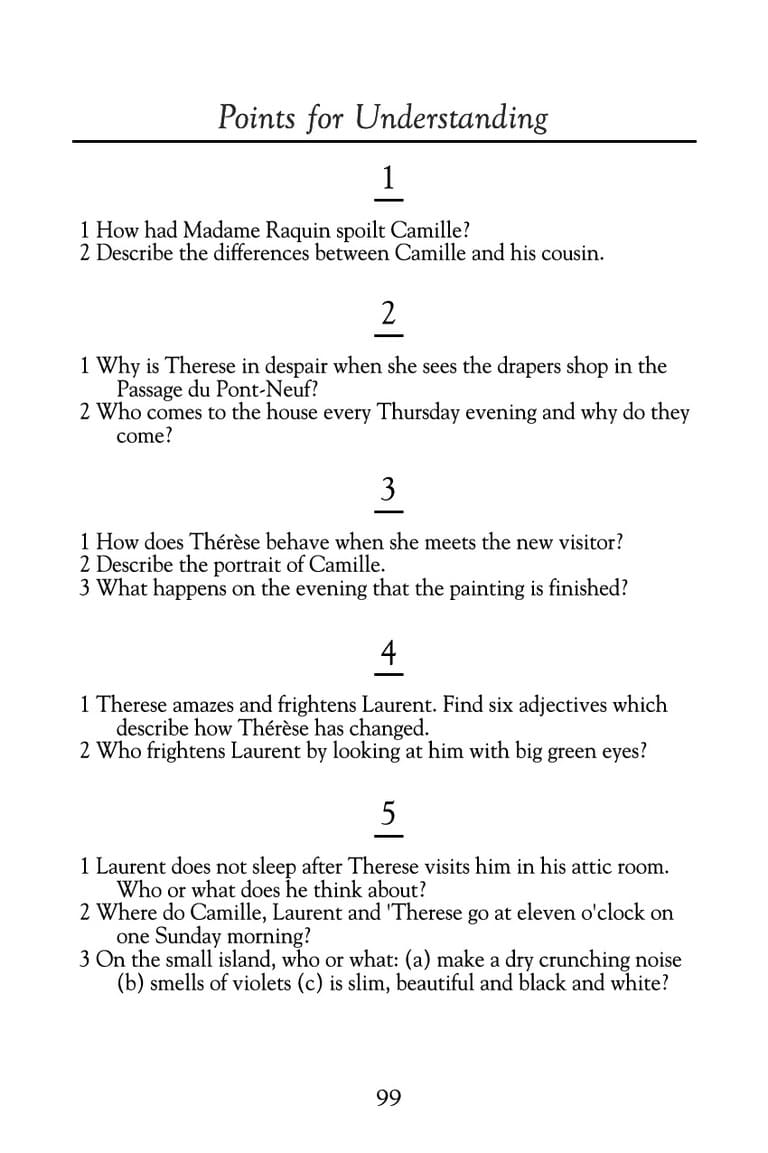 Points for Understanding
1
1 How had Madame Raquin spoilt Camille?
2 Describe the differences between Camille and his cousin.
2
1 Why is Therese in despair when she sees the drapers shop in the
Passage du Pont-Neuf?
2 Who comes to the house every Thursday evening and why do they
come?
3
1 How does Thérèse behave when she meets the new visitor?
2 Describe the portrait of Camille.
3 What happens on the evening that the painting is finished?
4
1 Therese amazes and frightens Laurent. Find six adjectives which
describe how Thérèse has changed.
2 Who frightens Laurent by looking at him with big green eyes?
5
1 Laurent does not sleep after Therese visits him in his attic room.
Who or what does he think about?
2 Where do Camille, Laurent and 'Therese go at eleven o'clock on
one Sunday morning?
3 On the small island, who or what: (a) make a dry crunching noise
(b) smells of violets (c) is slim, beautiful and black and white?
99